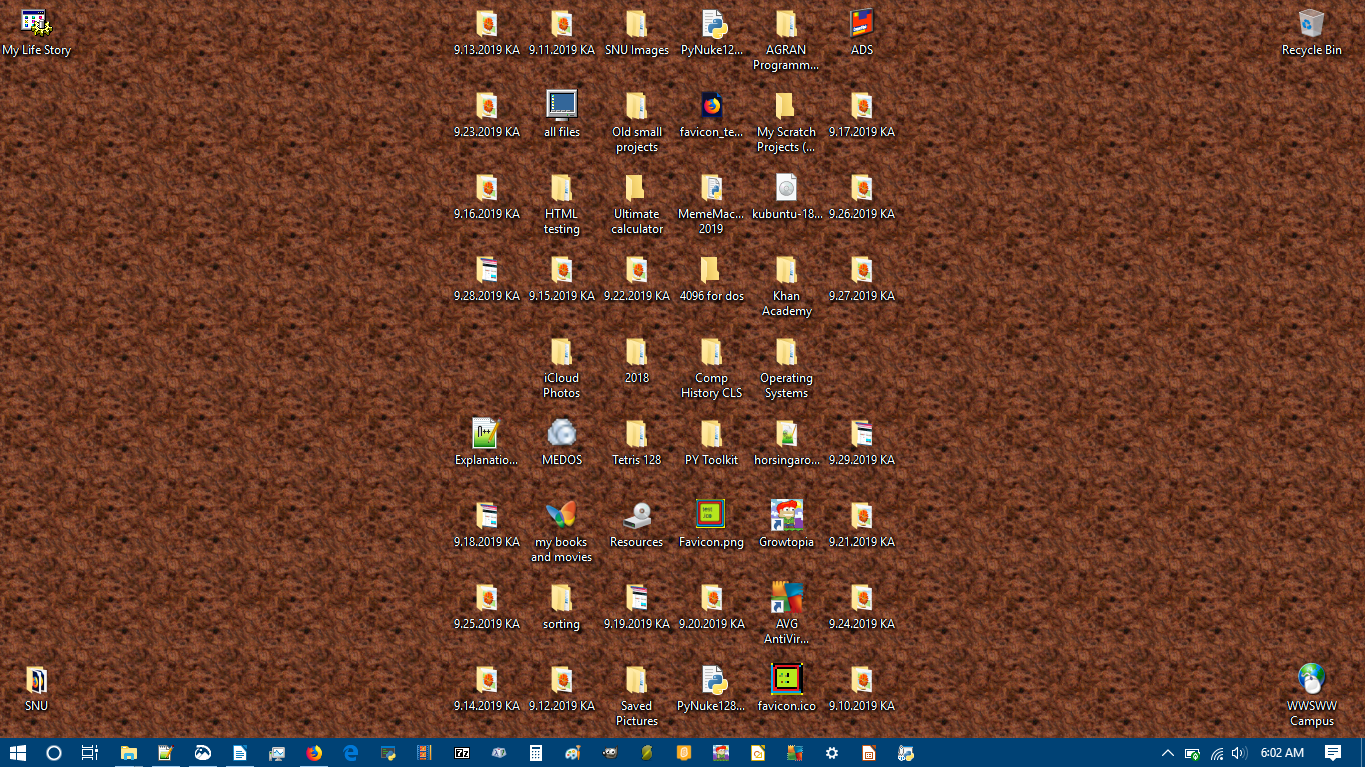 My Life Story
9.13.2019 KA
9.11.2019 KA
SNU Images
PyNuke12...
AGRAN
Programm...
ADS
Recycle Bin
9.23.2019 KA
all files
Old small
projects
favicon_te...
My Scratch
Projects (...
9.17.2019 KA
9.16.2019 KA
HTML
testing
Ultimate
calculator
MemeMac...
2019
kubuntu-18...
9.26.2019 KA
9.28.2019 KA
9.15.2019 KA
9.22.2019 KA
4096 for dos
Khan
Academy
9.27.2019 KA
iCloud
Photos
2018
Comp
History CLS
Operating
Systems
Explanatio...
MEDOS
Tetris 128
PY Toolkit
horsingaro...
9.29.2019 KA
9.18.2019 KA
my books
and movies
Resources
Favicon.png
Growtopia
9.21.2019 KA
9.25.2019 KA
sorting
9.19.2019 KA
9.20.2019 KA
AVG
AntiVir...
9.24.2019 KA
SNU
9.14.2019 KA
9.12.2019 KA
Saved
Pictures
PyNuke128...
favicon.ico
9.10.2019 KA
WWSWW
Campus
6:02 AM